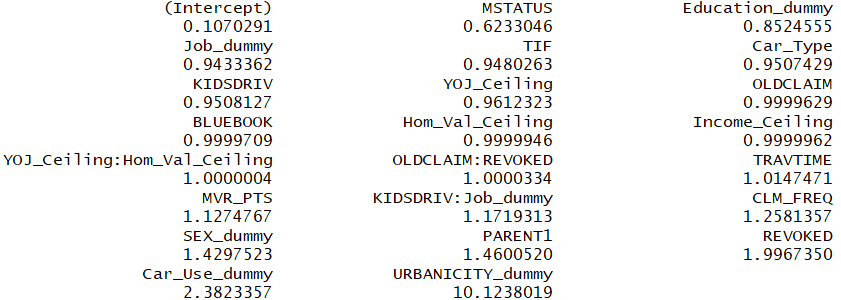 (Intercept) MSTATUS Education_dummy
0.1070291 0.6233046 0.8524555
Job_dummy TIF Car_Type
0.9433362 0.9480263 0.9507429
KIDSDRIV YOJ_Ceiling OLDCLAIM
0.9508127 0.9612323 0.9999629
BLUEBOOK Hom_Val_Ceiling Income_Ceiling
0.9999709 0.9999946 0.9999962
YOJ_Ceiling:Hom_Val_Ceiling OLDCLAIM:REVOKED TRAVTIME
1.0000004 1.0000334 1.0147471
MVR_PTS KIDSDRIV:Job_dummy CLM_FREQ
1.1274767 1.1719313 1.2581357
SEX_dummy PARENT1 REVOKED
1.4297523 1.4600520 1.9967350
Car_Use_dummy URBANICITY_dummy
2.3823357 10.1238019